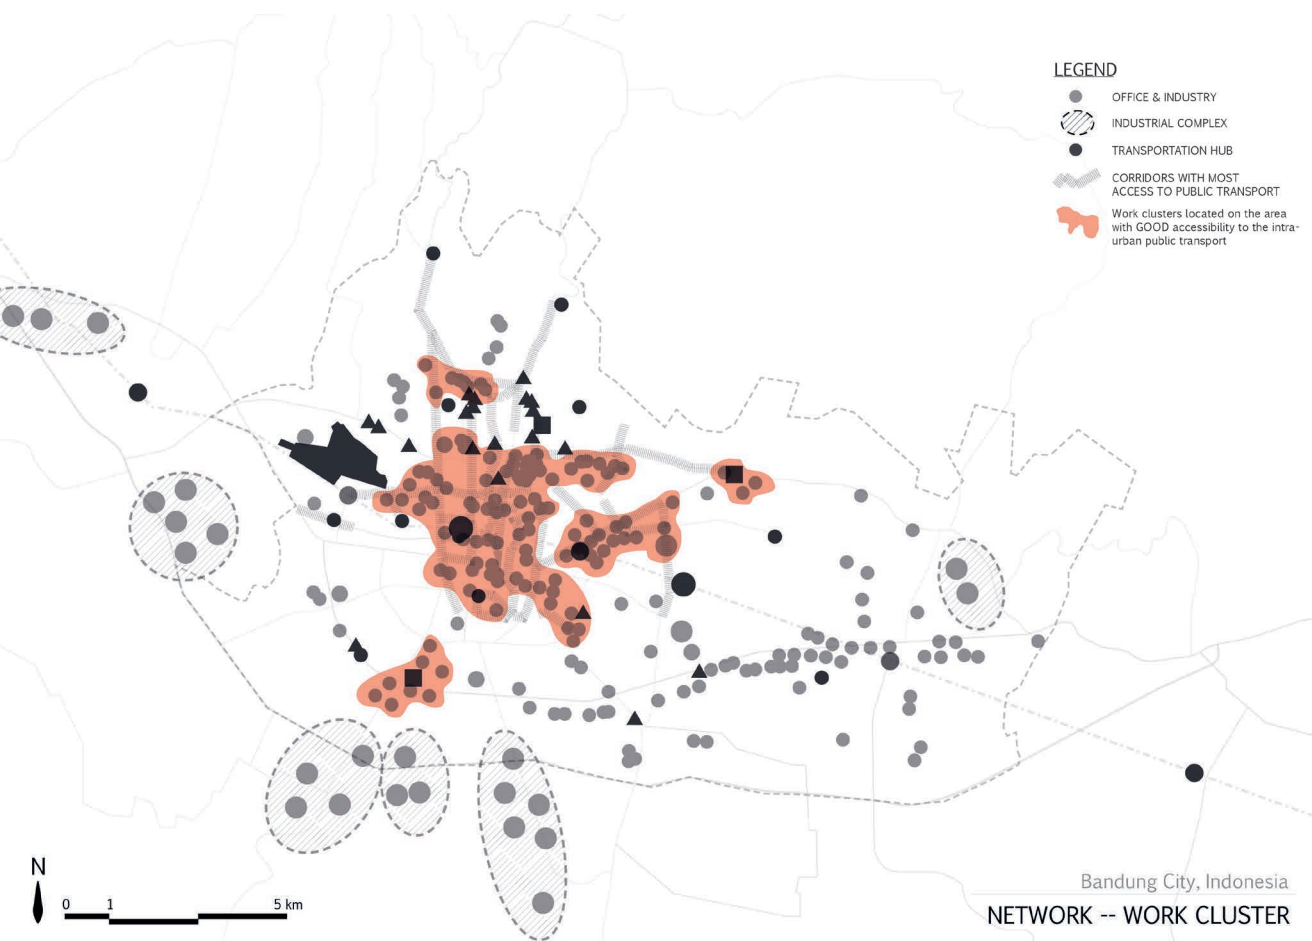 LEGEND
OFFICE & INDUSTRY
INDUSTRIAL COMPLEX
TRANSPORTATION HUB
CORRIDORS WITH MOST
ACCESS TO PUBLIC TRANSPORT
Work clusters located on the area
with GOOD accessibility to the intra-
urban public transport
N
0 1 5 km
Bandung City, Indonesia
NETWORK -- WORK CLUSTER